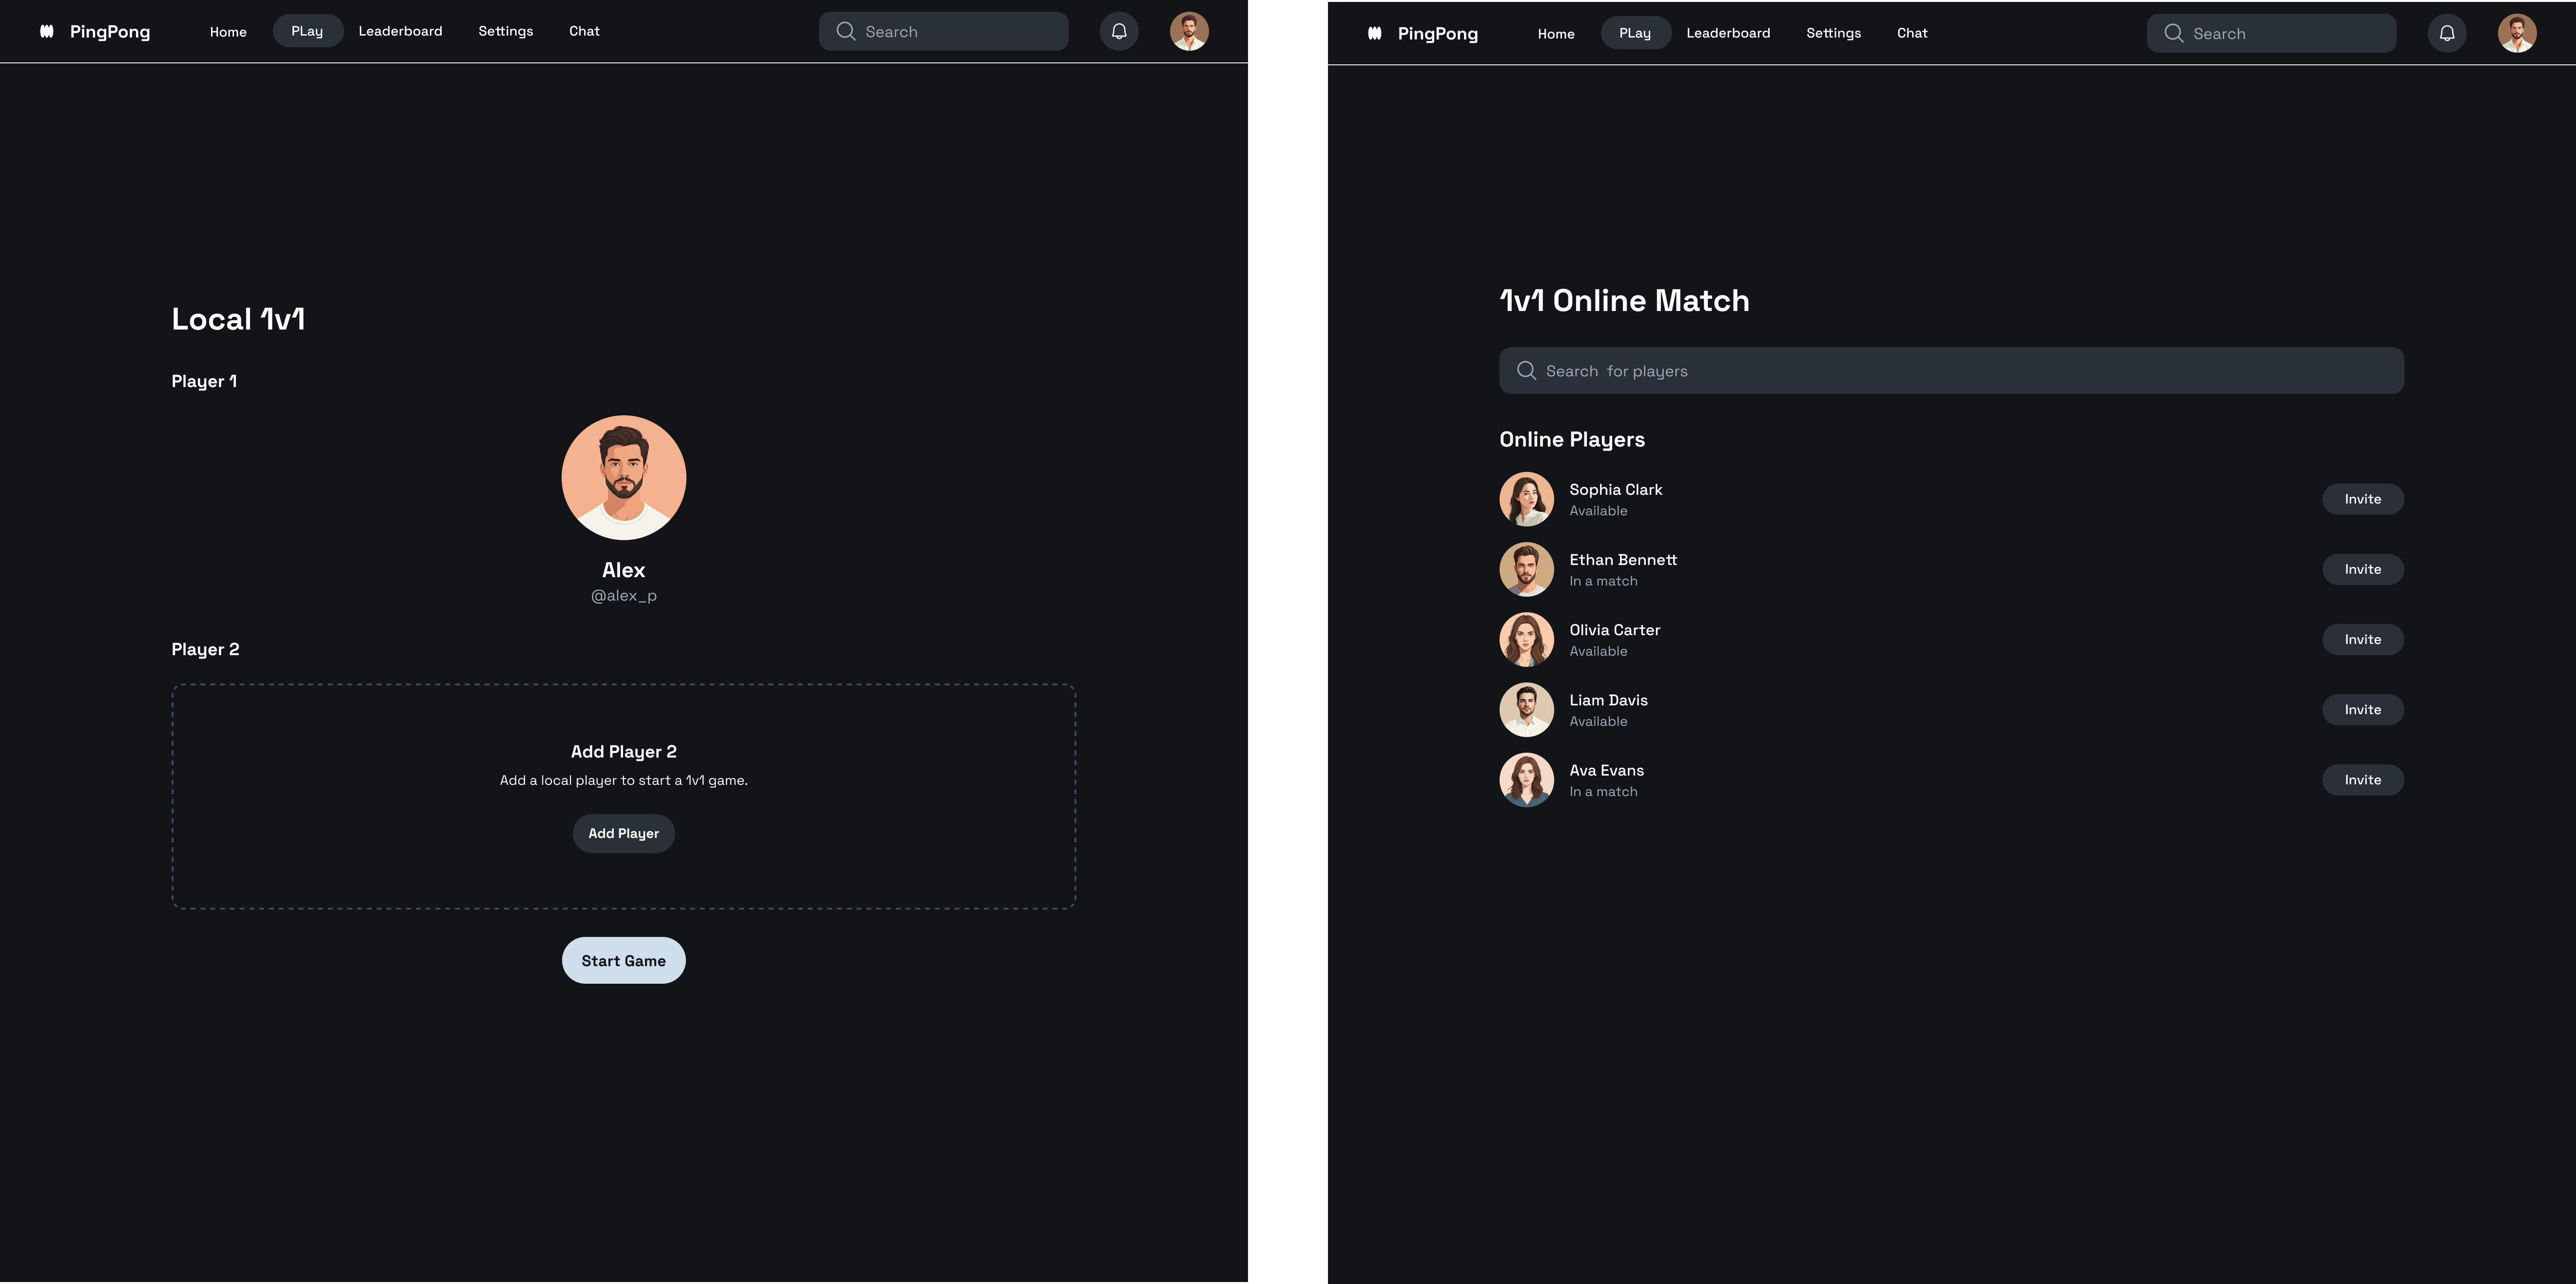 PingPong Home PLay Leaderboard Settings Chat Search
Local 1v1
Player 1
Alex
@alex_p
Player 2
Add Player 2
Add a local player to start a 1v1 game.
Add Player
Start Game
PingPong Home PLay Leaderboard Settings Chat Search
1v1 Online Match
Search for players
Online Players
Sophia Clark
Available
Invite
Ethan Bennett
In a match
Invite
Olivia Carter
Available
Invite
Liam Davis
Available
Invite
Ava Evans
In a match
Invite